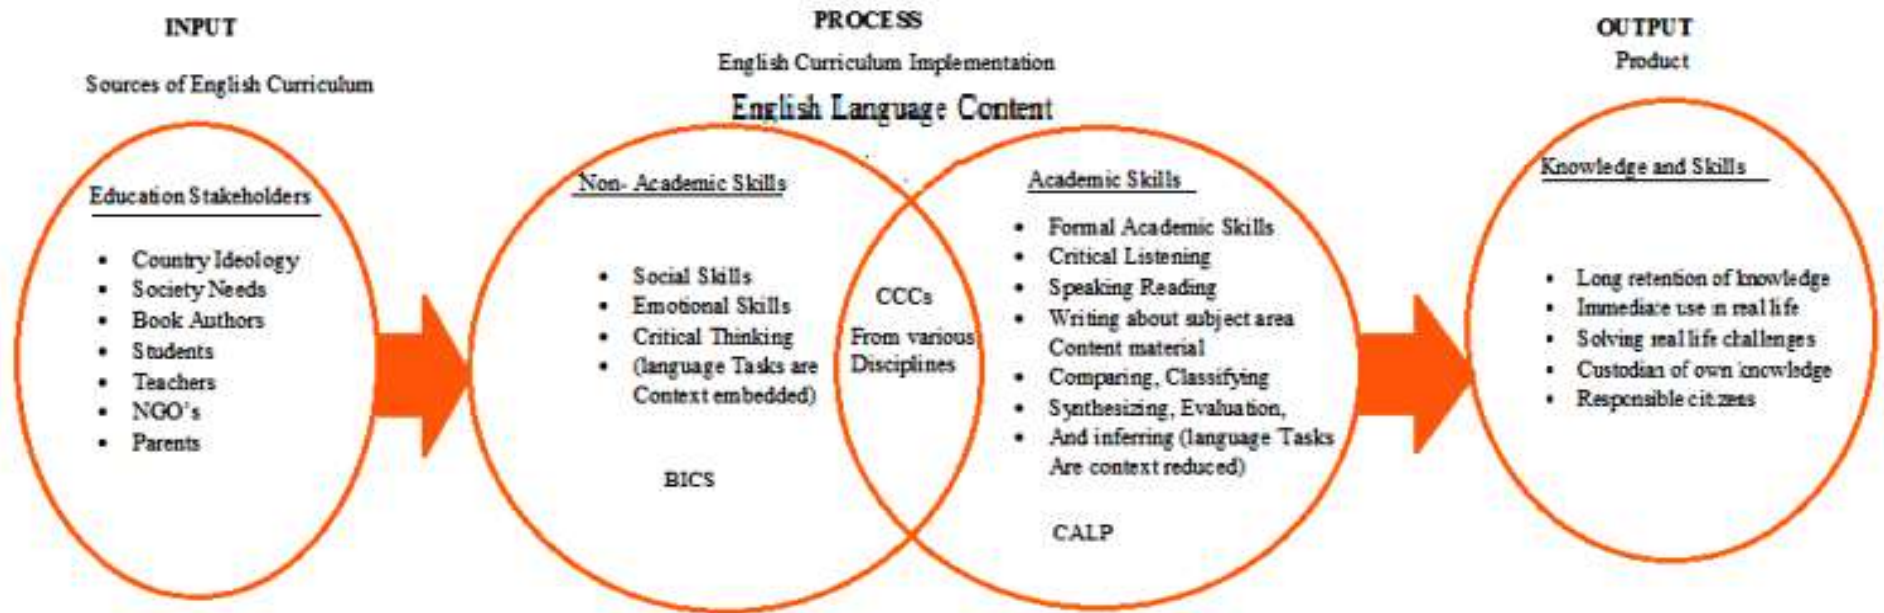 INPUT
Sources of English Curriculum
Education Stakeholders
• Country Ideology
• Society Needs
• Book Authors
• Students
• Teachers
• NGO's
• Parents
PROCESS
English Curriculum Implementation
English Language Content
Non- Academic Skills
• Social Skills
• Emotional Skills
• Critical Thinking
• (language Tasks are
Context embedded)
BICS
CCCs
From various
Disciplines
Academic Skills
• Formal Academic Skills
• Critical Listening
• Speaking Reading
• Writing about subject area
Content material
• Comparing, Classifying
• Synthesizing, Evaluation,
• And inferring (language Tasks
Are context reduced)
CALP
OUTPUT
Product
Knowledge and Skills
• Long retention of knowledge
• Immediate use in real life
• Solving real life challenges
• Custodian of own knowledge
• Responsible citizens